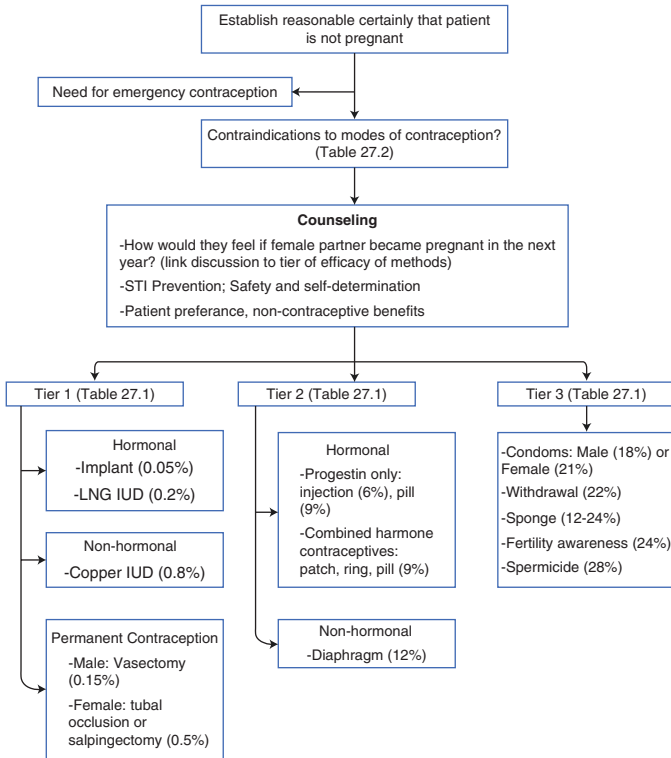 Establish reasonable certainly that patient
is not pregnant
Need for emergency contraception
Contraindications to modes of contraception?
(Table 27.2)
Counseling
-How would they feel if female partner became pregnant in the next
year? (link discussion to tier of efficacy of methods)
-STI Prevention; Safety and self-determination
-Patient preferance, non-contraceptive benefits
Tier 1 (Table 27.1)
Hormonal
-Implant (0.05%)
-LNG IUD (0.2%)
Non-hormonal
-Copper IUD (0.8%)
Permanent Contraception
-Male: Vasectomy
(0.15%)
-Female: tubal
occlusion or
salpingectomy (0.5%)
Tier 2 (Table 27.1)
Hormonal
-Progestin only:
injection (6%), pill
(9%)
-Combined harmone
contraceptives:
patch, ring, pill (9%)
Non-hormonal
-Diaphragm (12%)
Tier 3 (Table 27.1)
-Condoms: Male (18%) or
Female (21%)
-Withdrawal (22%)
-Sponge (12-24%)
-Fertility awareness (24%)
-Spermicide (28%)